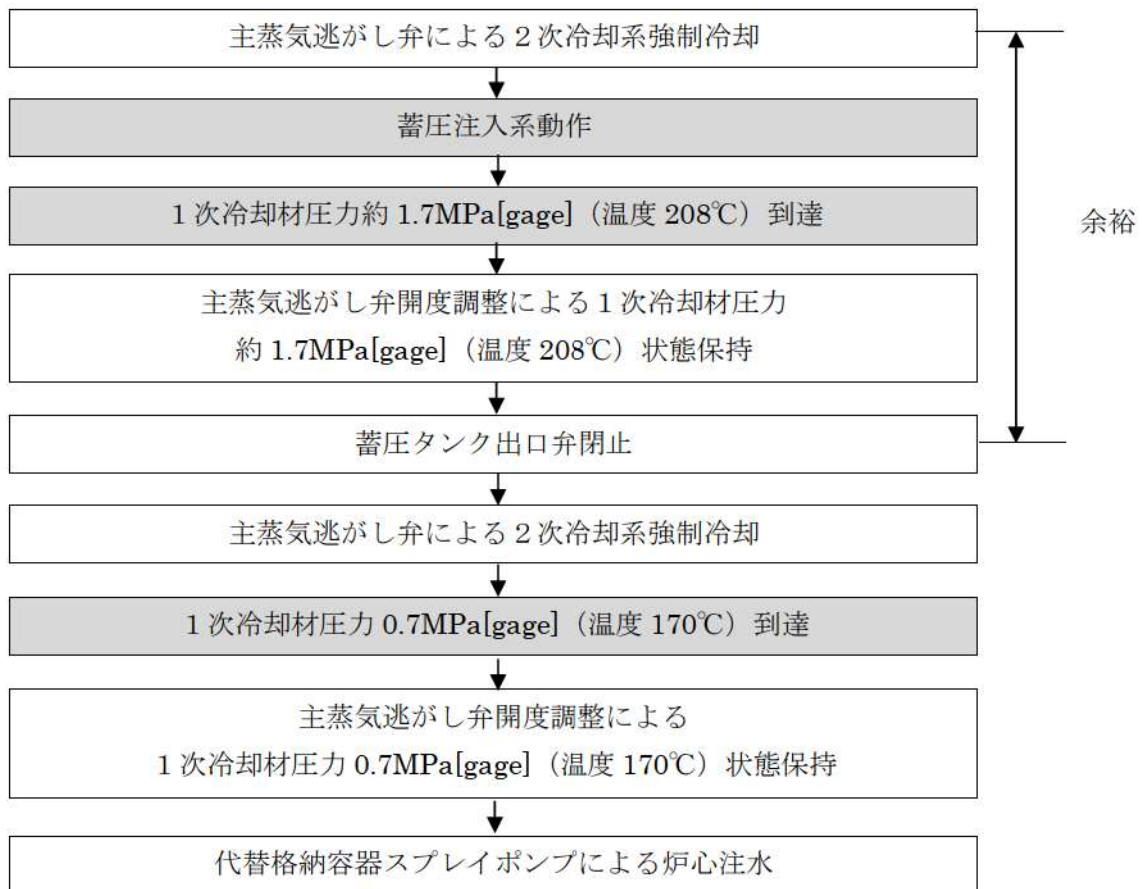 主蒸気逃がし弁による２次冷却系強制冷却
蓄圧注入系動作
１次冷却材圧力約 1.7MPa[gage]（温度 208℃）到達
余裕
主蒸気逃がし弁開度調整による１次冷却材圧力
約 1.7MPa[gage]（温度 208℃）状態保持
蓄圧タンク出口弁閉止
主蒸気逃がし弁による２次冷却系強制冷却
１次冷却材圧力 0.7MPa[gage]（温度 170℃）到達
主蒸気逃がし弁開度調整による
１次冷却材圧力 0.7MPa[gage]（温度 170℃）状態保持
代替格納容器スプレイポンプによる炉心注水